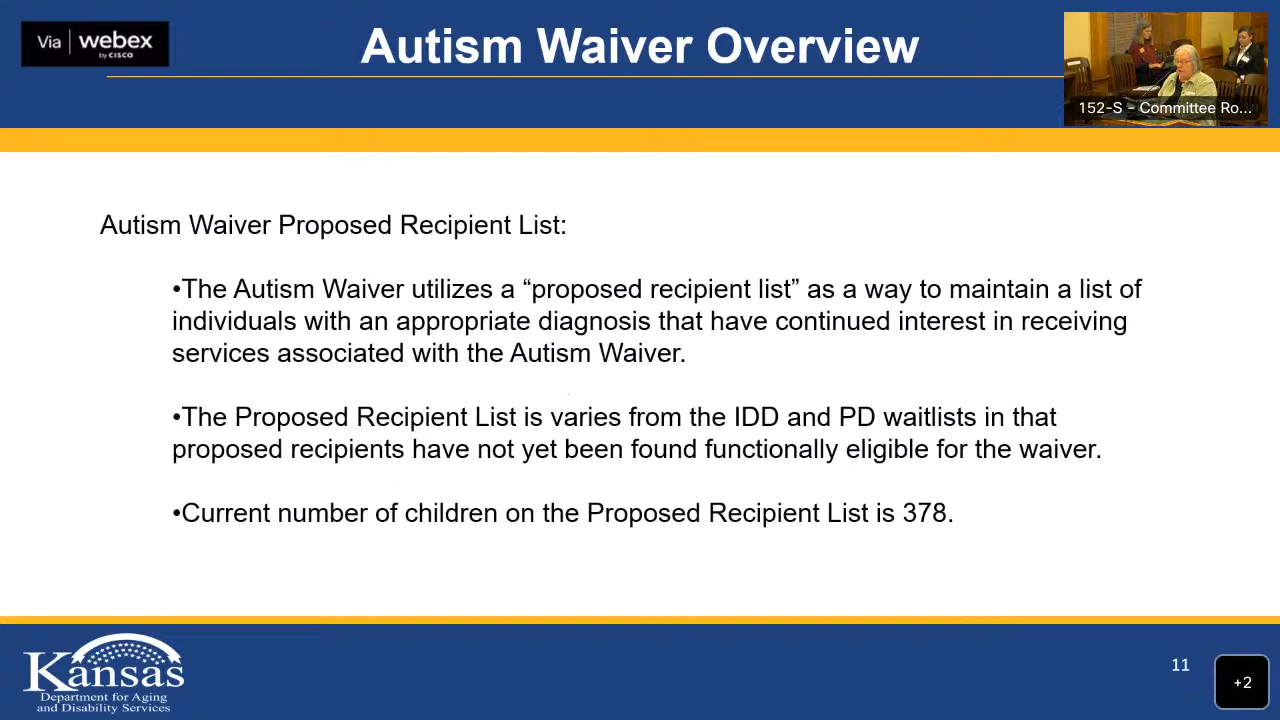 Via | webex
by CISCO
Autism Waiver Overview
152-S - Committee Ro...
Autism Waiver Proposed Recipient List:
•The Autism Waiver utilizes a “proposed recipient list” as a way to maintain a list of
individuals with an appropriate diagnosis that have continued interest in receiving
services associated with the Autism Waiver.
•The Proposed Recipient List is varies from the IDD and PD waitlists in that
proposed recipients have not yet been found functionally eligible for the waiver.
•Current number of children on the Proposed Recipient List is 378.
Kansas
Department for Aging
and Disability Services
11
+2